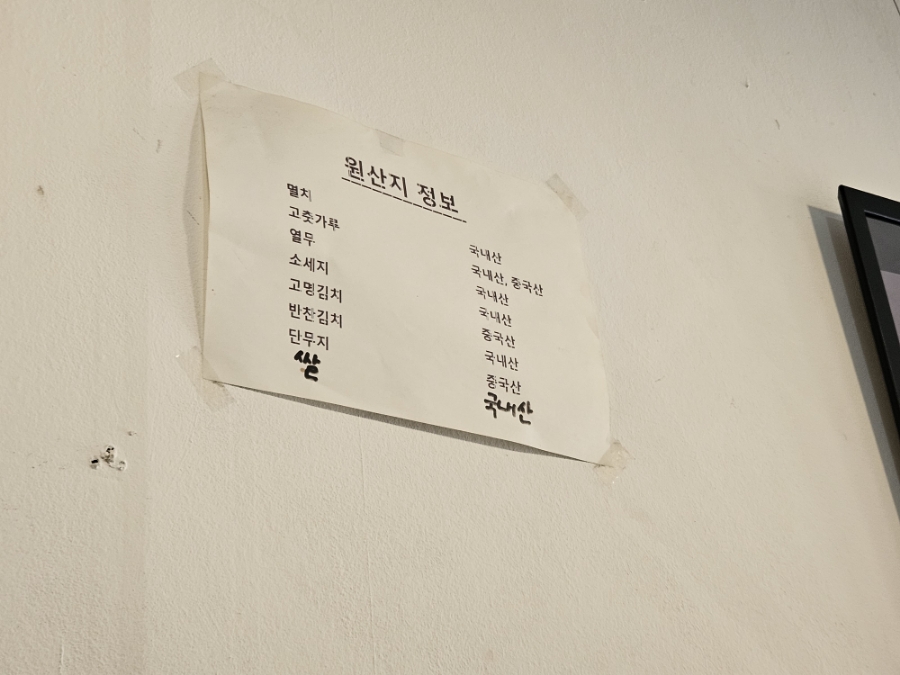 원산지 정보
멸치 국내산
고춧가루 국내산, 중국산
열무 국내산
소세지 국내산
고명김치 중국산
반찬김치 국내산
단무지 중국산
쌀 국내산